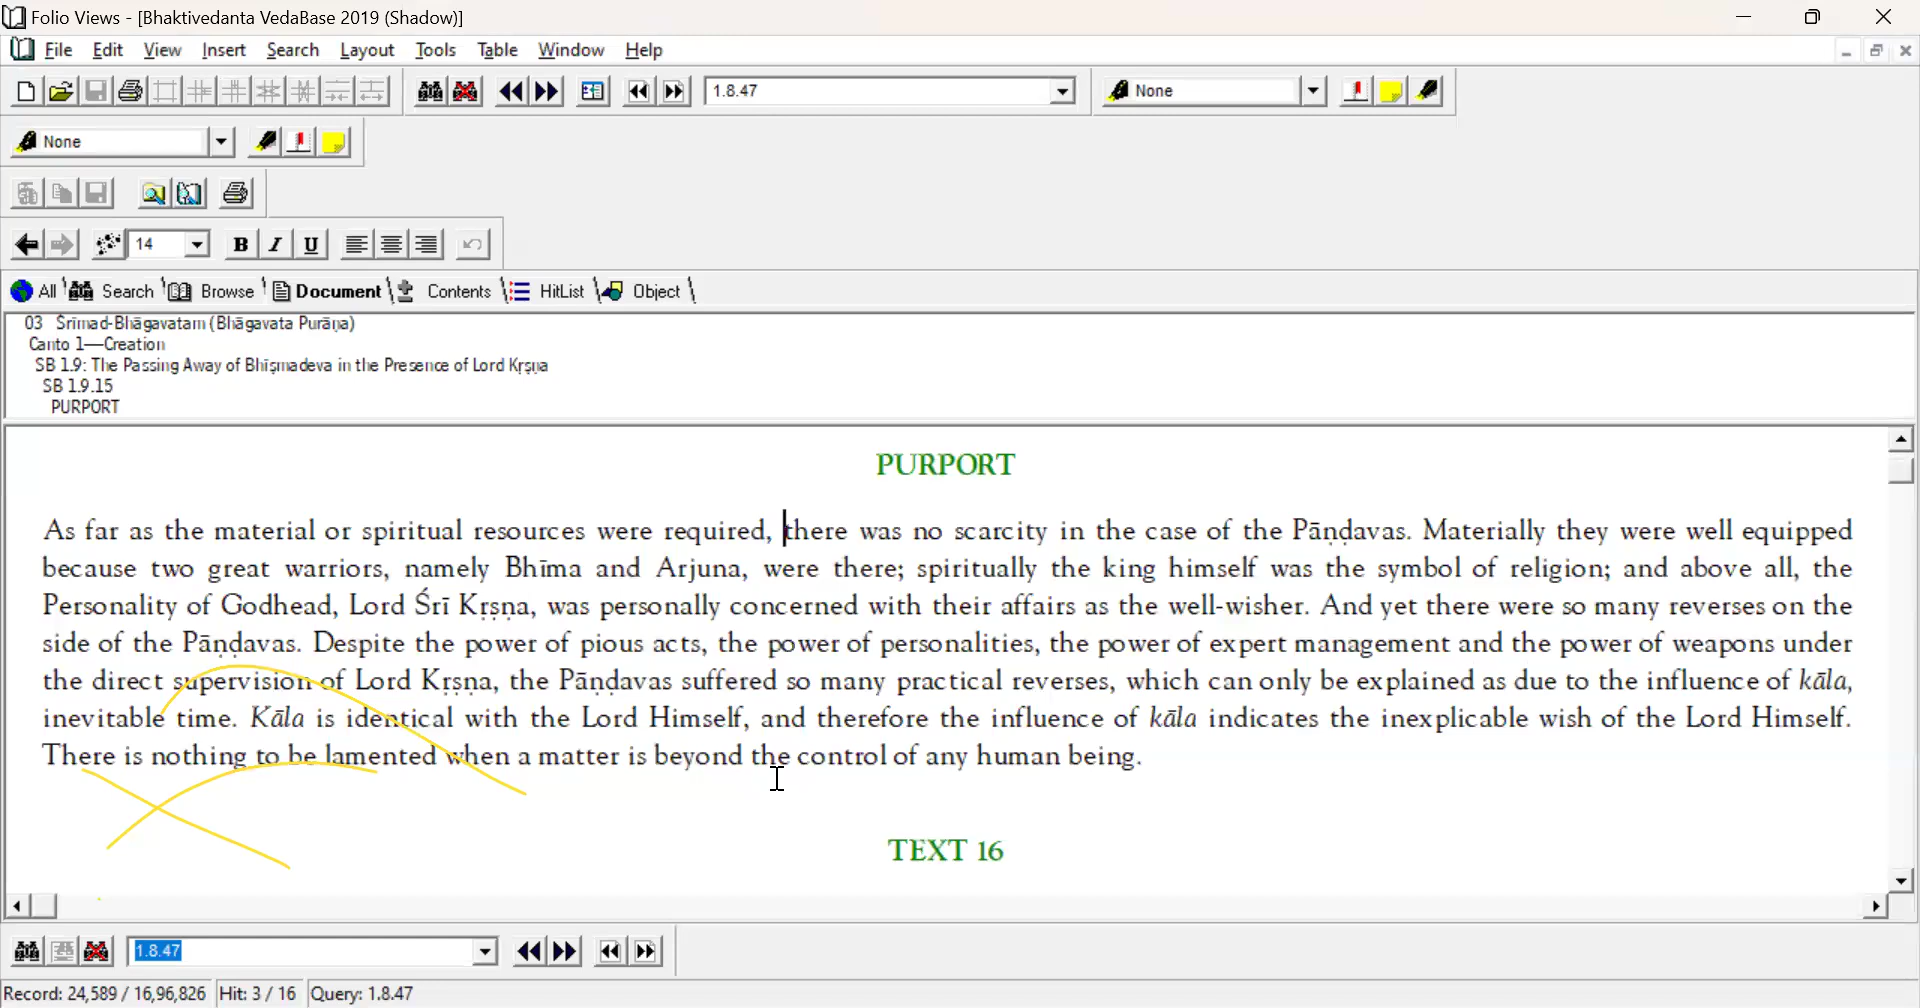 Folio Views - [Bhaktivedanta VedaBase 2019 (Shadow)]
File Edit View Insert Search Layout Tools Table Window Help
1.8.47 None
None
14 B I U
All Search Browse Document Contents HitList Object
03 Śrīmad-Bhāgavatam (Bhāgavata Purāṇa)
Canto 1—Creation
SB 1.9: The Passing Away of Bhīṣmadeva in the Presence of Lord Kṛṣṇa
SB 1.9.15
PURPORT
PURPORT
As far as the material or spiritual resources were required, there was no scarcity in the case of the Pāṇḍavas. Materially they were well equipped
because two great warriors, namely Bhīma and Arjuna, were there; spiritually the king himself was the symbol of religion; and above all, the
Personality of Godhead, Lord Śrī Kṛṣṇa, was personally concerned with their affairs as the well-wisher. And yet there were so many reverses on the
side of the Pāṇḍavas. Despite the power of pious acts, the power of personalities, the power of expert management and the power of weapons under
the direct supervision of Lord Kṛṣṇa, the Pāṇḍavas suffered so many practical reverses, which can only be explained as due to the influence of kāla,
inevitable time. Kāla is identical with the Lord Himself, and therefore the influence of kāla indicates the inexplicable wish of the Lord Himself.
There is nothing to be lamented when a matter is beyond the control of any human being.
TEXT 16
1.8.47
Record: 24,589 / 16,96,826 Hit: 3 / 16 Query: 1.8.47